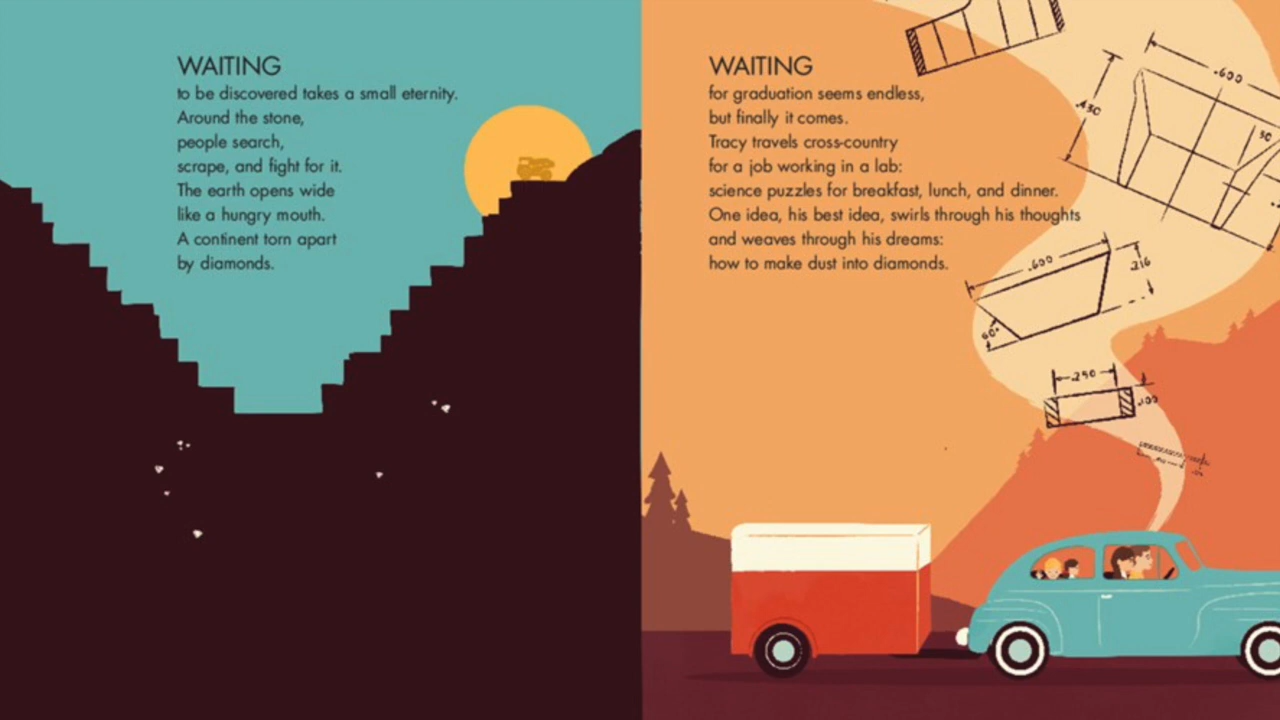 WAITING
to be discovered takes a small eternity.
Around the stone,
people search,
scrape, and fight for it.
The earth opens wide
like a hungry mouth.
A continent torn apart
by diamonds.
WAITING
for graduation seems endless,
but finally it comes.
Tracy travels cross-country
for a job working in a lab:
science puzzles for breakfast, lunch, and dinner.
One idea, his best idea, swirls through his thoughts
and weaves through his dreams:
how to make dust into diamonds.
.600
.430
50
.600
.216
60°
.250
.100